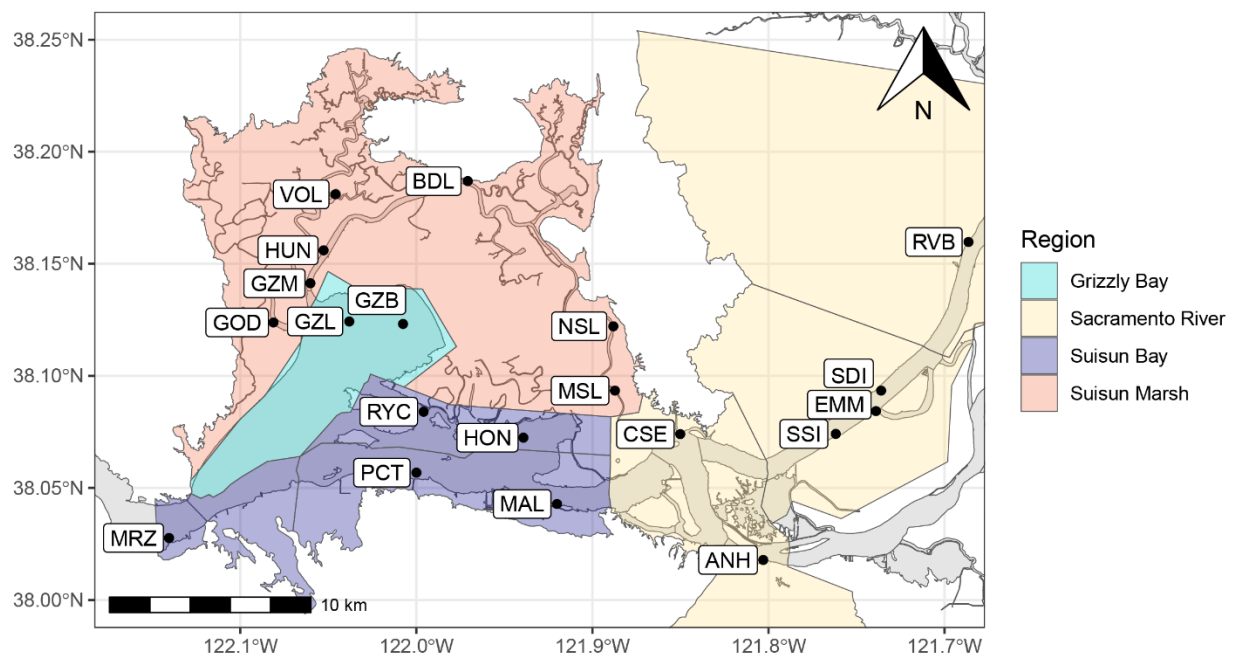 38.25°N
N
38.20°N
BDL
VOL
RVB
HUN
Region
38.15°N
GZM
Grizzly Bay
GZB
GOD
GZL
NSL
Sacramento River
Suisun Bay
38.10°N
MSL
SDI
Suisun Marsh
RYC
EMM
HON
CSE
SSI
PCT
38.05°N
MAL
MRZ
ANH
38.00°N
10 km
122.1°W
122.0°W
121.9°W
121.8°W
121.7°W